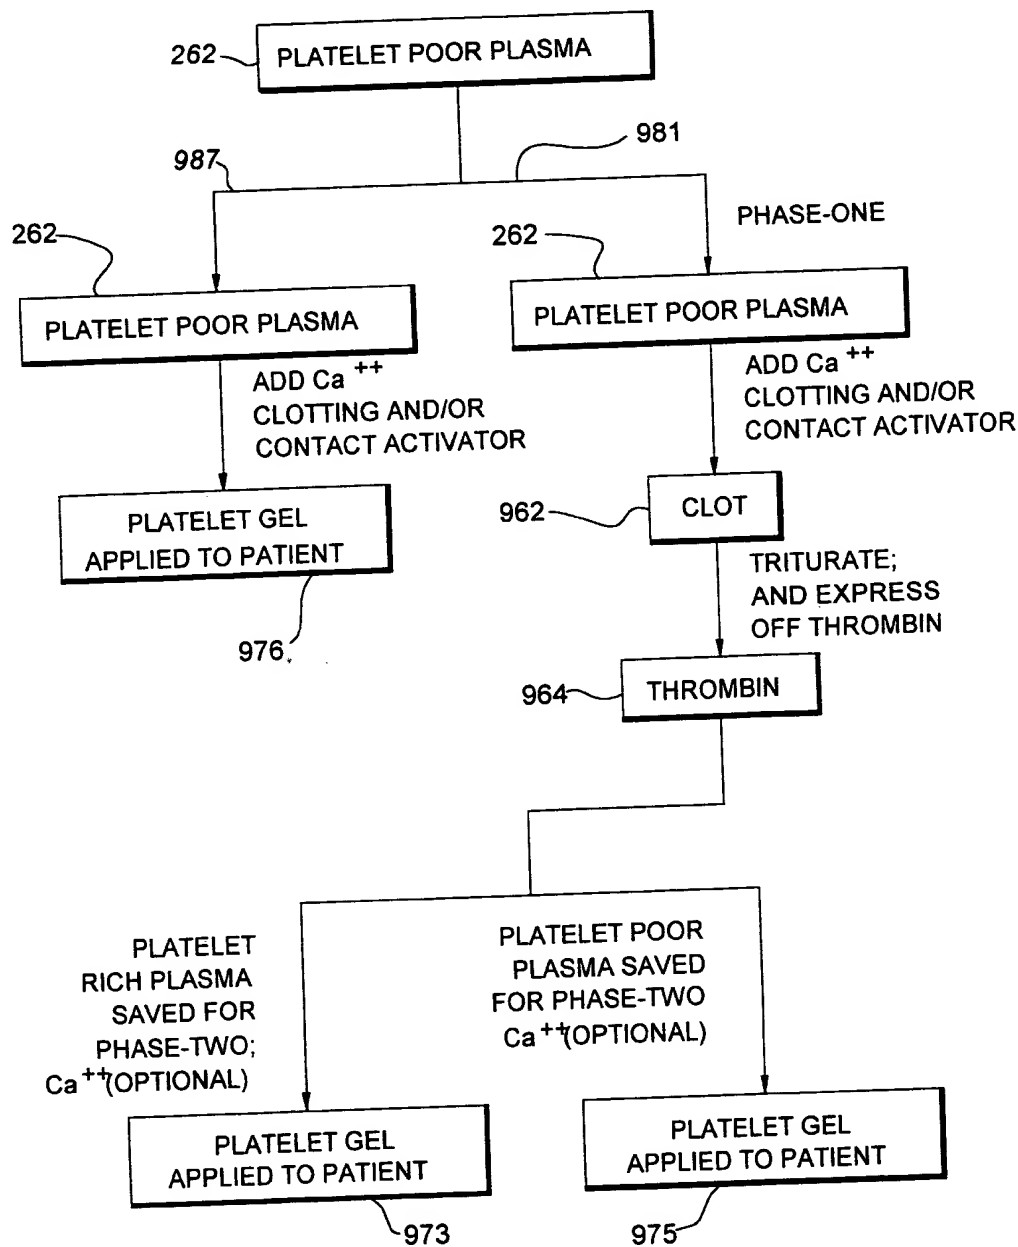 262
PLATELET POOR PLASMA
987
981
PHASE-ONE
262
PLATELET POOR PLASMA
ADD Ca++
CLOTTING AND/OR
CONTACT ACTIVATOR
PLATELET GEL
APPLIED TO PATIENT
976
262
PLATELET POOR PLASMA
ADD Ca++
CLOTTING AND/OR
CONTACT ACTIVATOR
962
CLOT
TRITURATE;
AND EXPRESS
OFF THROMBIN
964
THROMBIN
PLATELET
RICH PLASMA
SAVED FOR
PHASE-TWO;
Ca++(OPTIONAL)
PLATELET GEL
APPLIED TO PATIENT
973
PLATELET POOR
PLASMA SAVED
FOR PHASE-TWO
Ca++(OPTIONAL)
PLATELET GEL
APPLIED TO PATIENT
975